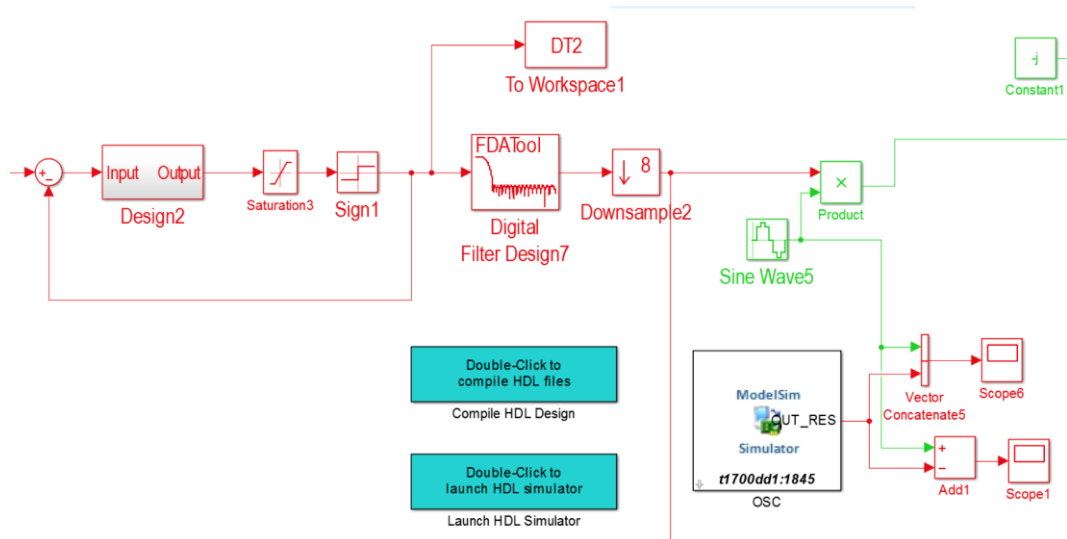 DT2
To Workspace1
-j
Constant1
+
−
Input Output
Design2
Saturation3
Sign1
FDATool
Digital
Filter Design7
↓ 8
Downsample2
×
Product
Sine Wave5
Double-Click to
compile HDL files
Compile HDL Design
Double-Click to
launch HDL simulator
Launch HDL Simulator
ModelSim
OUT_RES
Simulator
t1700dd1:1845
OSC
Vector
Concatenate5
Scope6
+
−
Add1
Scope1